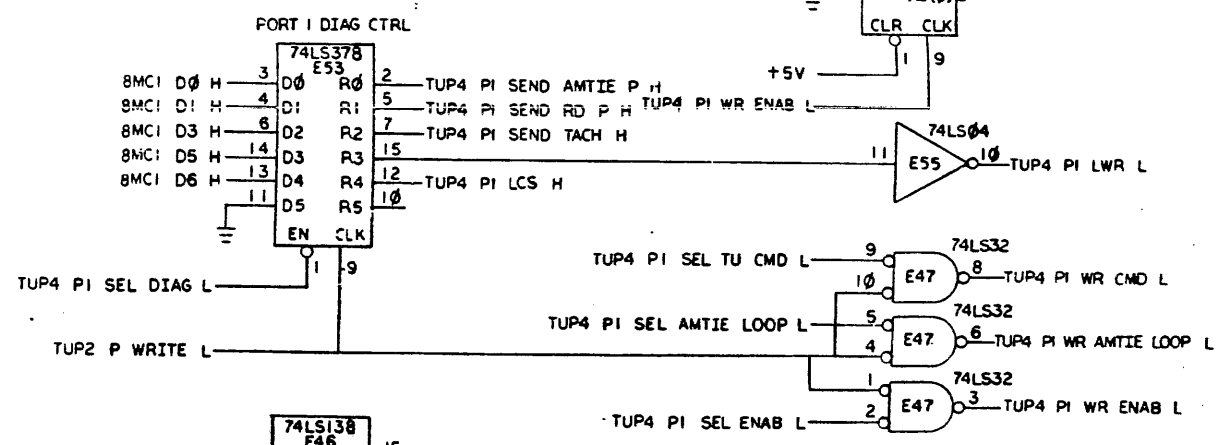 PORT 1 DIAG CTRL
74LS378
E53
8MC1 DØ H 3 DØ RØ 2 TUP4 P1 SEND AMTIE P H
8MC1 D1 H 4 D1 R1 5 TUP4 P1 SEND RD P H
8MC1 D3 H 6 D2 R2 7 TUP4 P1 SEND TACH H
8MC1 D5 H 14 D3 R3 15
8MC1 D6 H 13 D4 R4 12 TUP4 P1 LCS H
11 D5 R5 1Ø
EN CLK
1 9
TUP4 P1 SEL DIAG L
TUP2 P WRITE L
CLR CLK
+5V 1 9
TUP4 P1 WR ENAB L
74LSØ4
11 E55 1Ø TUP4 P1 LWR L
74LS32
TUP4 P1 SEL TU CMD L 9
1Ø E47 8 TUP4 P1 WR CMD L
74LS32
TUP4 P1 SEL AMTIE LOOP L 5
4 E47 6 TUP4 P1 WR AMTIE LOOP L
74LS32
1 E47 3 TUP4 P1 WR ENAB L
TUP4 P1 SEL ENAB L 2
74LS138
E46
15